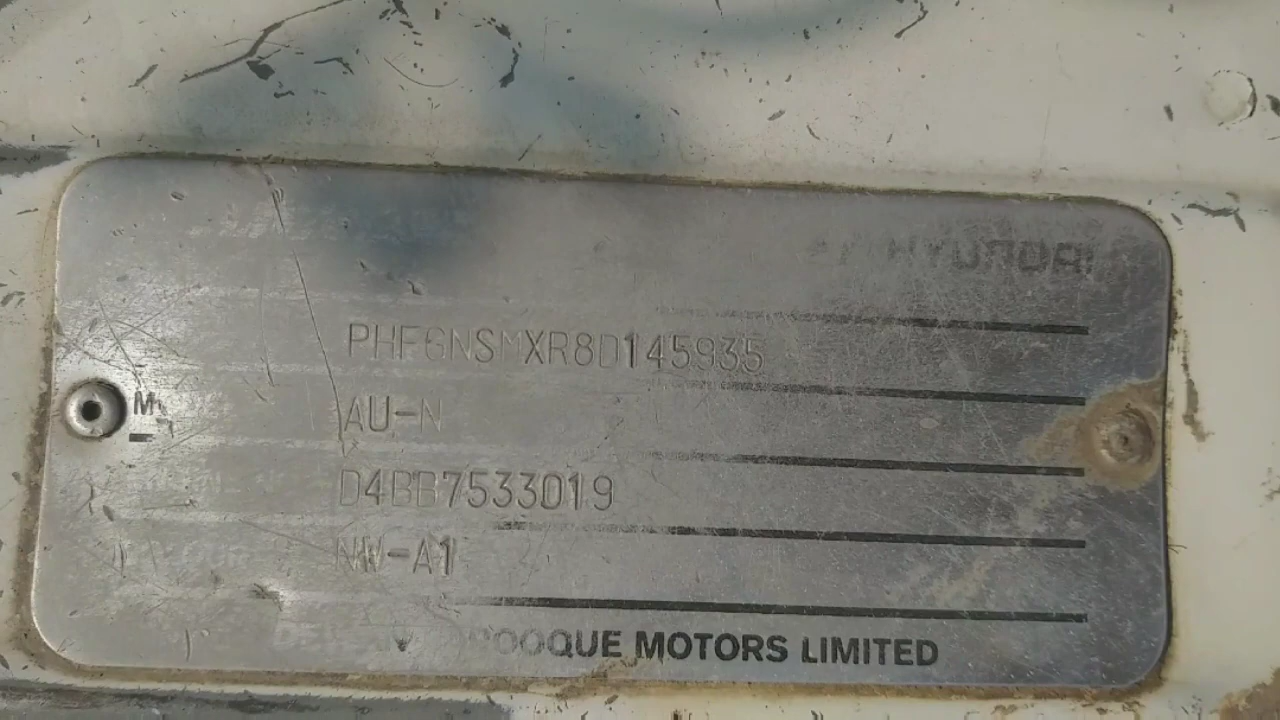 HYUNDAI
PHFGNSMXR8D145935
AU-N
D4BB7533019
NW-A1
MOTORS LIMITED